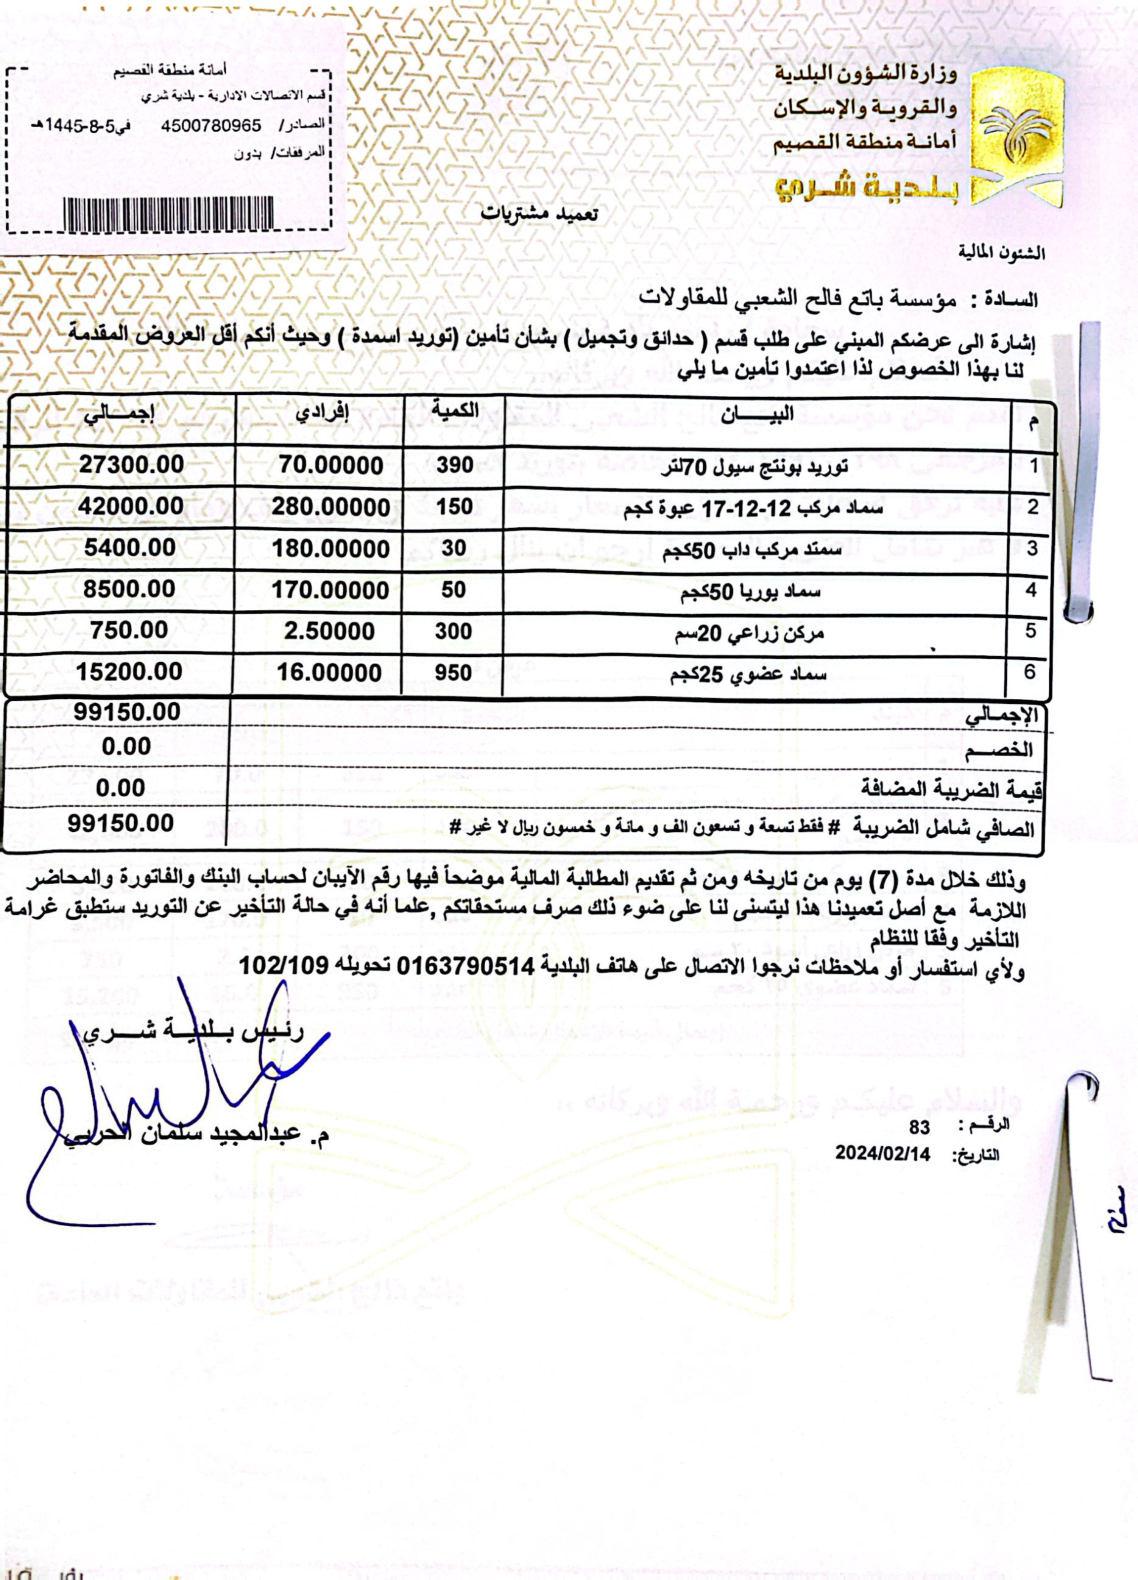 وزارة الشؤون البلدية
والقروية والإسكان
أمانة منطقة القصيم
بلدية شري
أمانة منطقة القصيم
قسم الاتصالات الادارية - بلدية شري
الصادر/ 4500780965 في5-8-1445هـ
المرفقات/ بدون
تعميد مشتريات
الشئون المالية
السادة : مؤسسة باتع فالح الشعبي للمقاولات
إشارة الى عرضكم المبني على طلب قسم ( حدائق وتجميل ) بشأن تأمين (توريد اسمدة ) وحيث أنكم أقل العروض المقدمة
لنا بهذا الخصوص لذا اعتمدوا تأمين ما يلي
م البيـــان الكمية إفرادي إجمـــالي
1 توريد بونتج سيول 70لتر 390 70.00000 27300.00
2 سماد مركب 12-12-17 عبوة كجم 150 280.00000 42000.00
3 سمتد مركب داب 50كجم 30 180.00000 5400.00
4 سماد يوريا 50كجم 50 170.00000 8500.00
5 مركن زراعي 20سم 300 2.50000 750.00
6 سماد عضوي 25كجم 950 16.00000 15200.00
الإجمـالي 99150.00
الخصـــم 0.00
قيمة الضريبة المضافة 0.00
الصافي شامل الضريبة # فقط تسعة و تسعون الف و مائة و خمسون ريال لا غير # 99150.00
وذلك خلال مدة (7) يوم من تاريخه ومن ثم تقديم المطالبة المالية موضحاً فيها رقم الآيبان لحساب البنك والفاتورة والمحاضر
اللازمة مع أصل تعميدنا هذا ليتسنى لنا على ضوء ذلك صرف مستحقاتكم ,علما أنه في حالة التأخير عن التوريد ستطبق غرامة
التأخير وفقا للنظام
ولأي استفسار أو ملاحظات نرجوا الاتصال على هاتف البلدية 0163790514 تحويله 102/109
رئيس بـلديـة شـــري
م. عبدالمجيد سلمان الحربي
الرقـم : 83
التاريخ: 2024/02/14